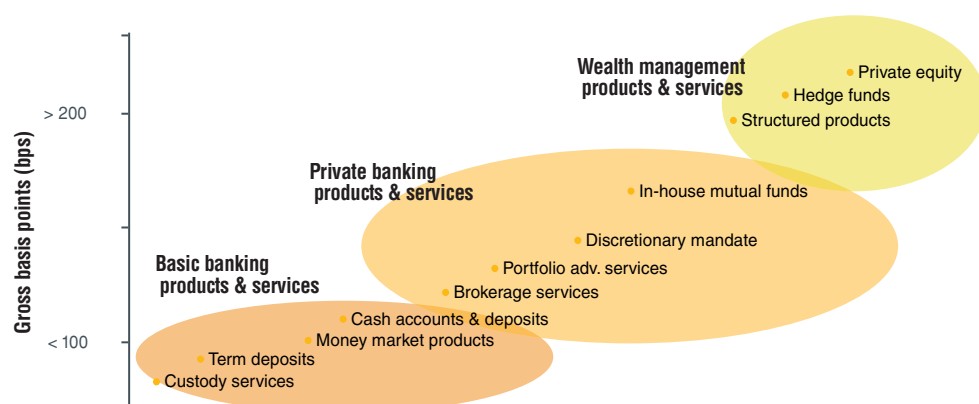 Wealth management
products & services
Private equity
Hedge funds
Structured products
> 200
Private banking
products & services
In-house mutual funds
Discretionary mandate
Portfolio adv. services
Brokerage services
Basic banking
products & services
Cash accounts & deposits
Money market products
< 100
Term deposits
Custody services
Gross basis points (bps)